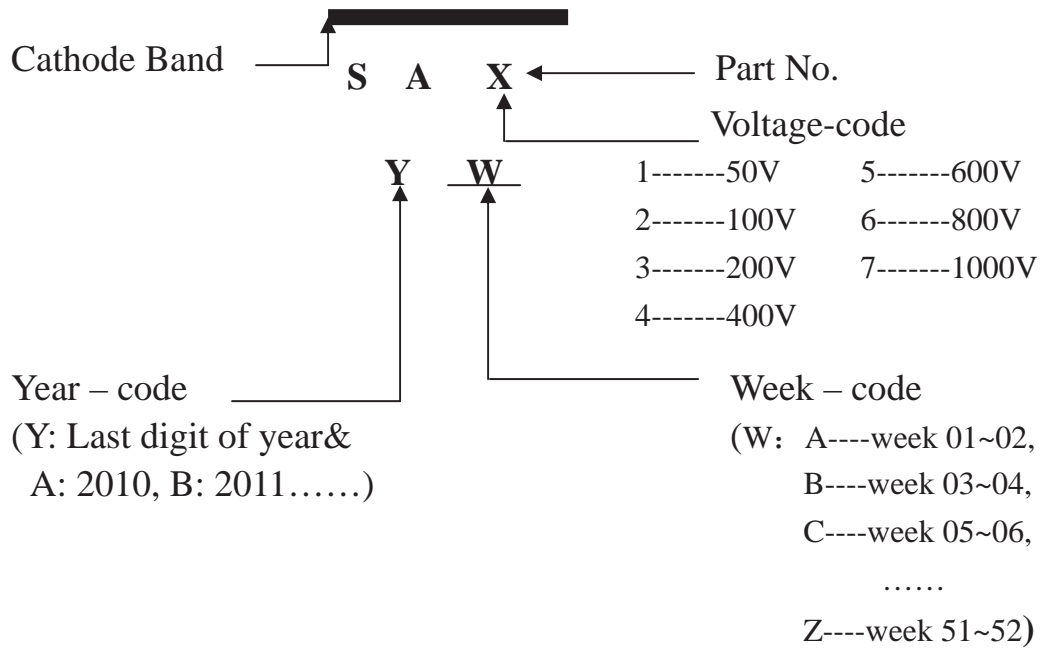 Cathode Band
S A X
Part No.
Voltage-code
Y W
1-------50V 5-------600V
2-------100V 6-------800V
3-------200V 7-------1000V
4-------400V
Year – code
(Y: Last digit of year&
A: 2010, B: 2011……)
Week – code
(W：A----week 01~02,
B----week 03~04,
C----week 05~06,
……
Z----week 51~52)